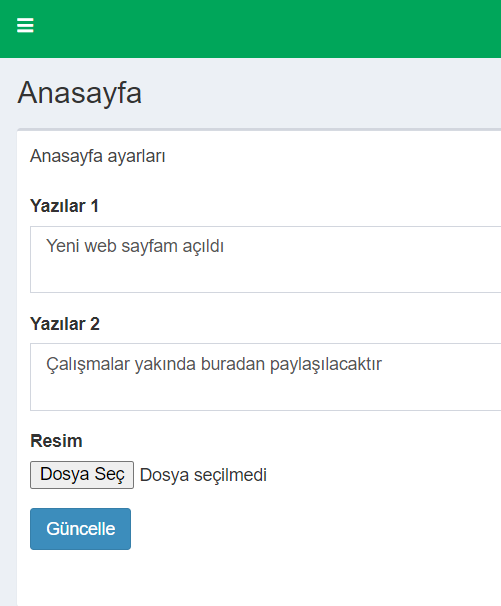 Anasayfa
Anasayfa ayarları
Yazılar 1
Yeni web sayfam açıldı
Yazılar 2
Çalışmalar yakında buradan paylaşılacaktır
Resim
Dosya Seç Dosya seçilmedi
Güncelle